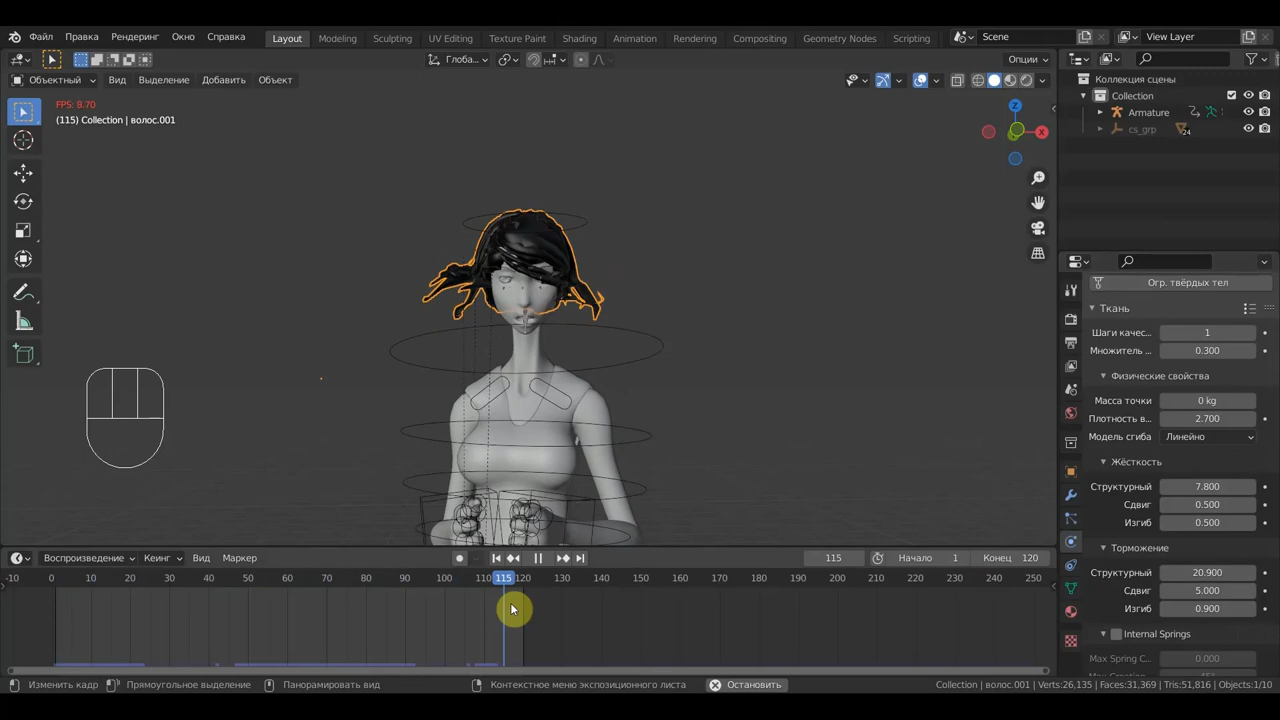 Файл Правка Рендеринг Окно Справка Layout Modeling Sculpting UV Editing Texture Paint Shading Animation Rendering Compositing Geometry Nodes Scripting Scene View Layer
Глоба... Опции
Объектный Вид Выделение Добавить Объект
FPS: 8.70
(115) Collection | волос.001
Z
X
Коллекция сцены
Collection
Armature
cs_grp 24
Огр. твёрдых тел
Ткань
Шаги качес... 1
Множитель ... 0.300
Физические свойства
Масса точки 0 kg
Плотность в... 2.700
Модель сгиба Линейно
Жёсткость
Структурный 7.800
Сдвиг 0.500
Изгиб 0.500
Торможение
Структурный 20.900
Сдвиг 5.000
Изгиб 0.900
Internal Springs
Max Spring C... 0.000
Воспроизведение Кеинг Вид Маркер 115 Начало 1 Конец 120
-10 0 10 20 30 40 50 60 70 80 90 100 110 115 120 130 140 150 160 170 180 190 200 210 220 230 240 250
Изменить кадр Прямоугольное выделение Панорамировать вид Контекстное меню экспозиционного листа Остановить Collection | волос.001 | Verts:26,135 | Faces:31,369 | Tris:51,816 | Objects:1/10